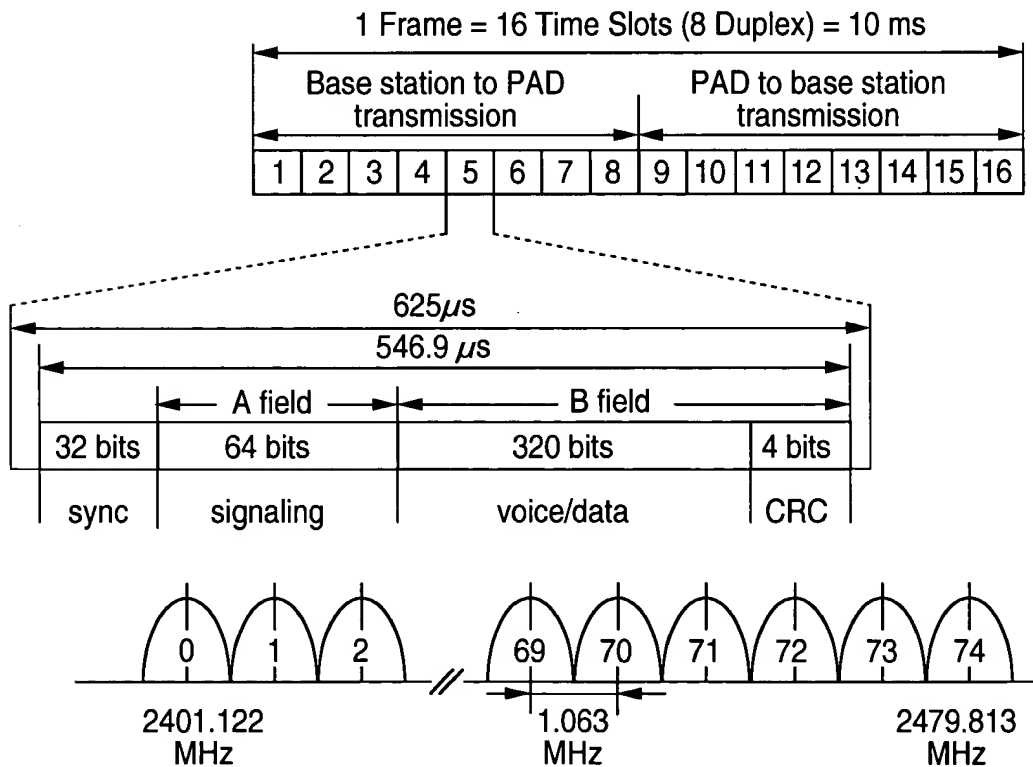 1 Frame = 16 Time Slots (8 Duplex) = 10 ms
Base station to PAD transmission
PAD to base station transmission
1 2 3 4 5 6 7 8 9 10 11 12 13 14 15 16
625µs
546.9 µs
A field
B field
32 bits 64 bits 320 bits 4 bits
sync signaling voice/data CRC
0 1 2 69 70 71 72 73 74
2401.122 MHz
1.063 MHz
2479.813 MHz